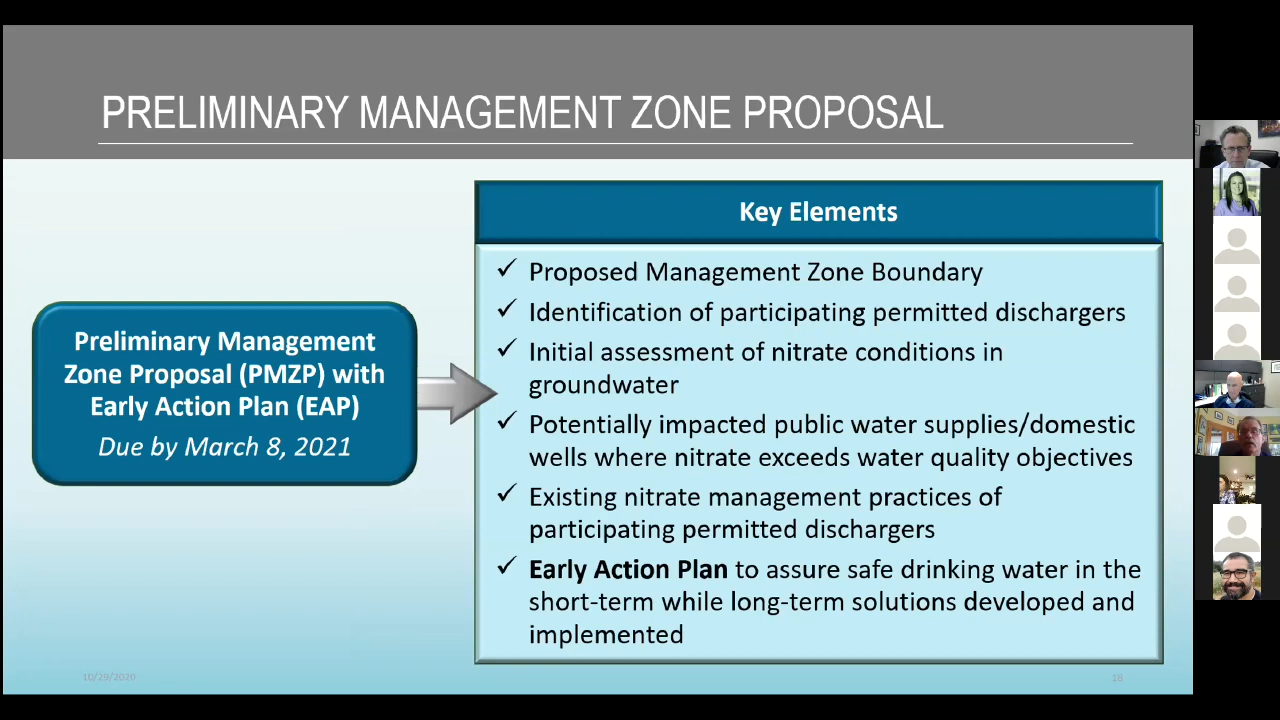 PRELIMINARY MANAGEMENT ZONE PROPOSAL
Preliminary Management
Zone Proposal (PMZP) with
Early Action Plan (EAP)
Due by March 8, 2021
Key Elements
✓ Proposed Management Zone Boundary
✓ Identification of participating permitted dischargers
✓ Initial assessment of nitrate conditions in
groundwater
✓ Potentially impacted public water supplies/domestic
wells where nitrate exceeds water quality objectives
✓ Existing nitrate management practices of
participating permitted dischargers
✓ Early Action Plan to assure safe drinking water in the
short-term while long-term solutions developed and
implemented
10/29/2020
18